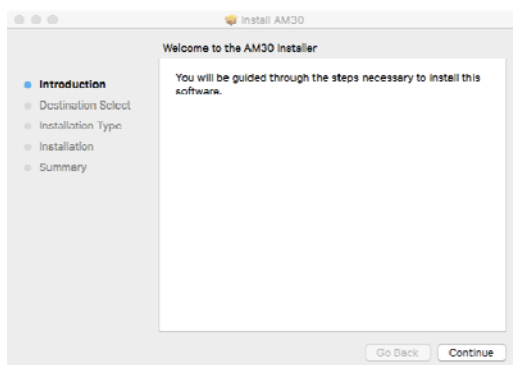 Install AM30
Welcome to the AM30 Installer
Introduction
Destination Select
Installation Type
Installation
Summary
You will be guided through the steps necessary to install this
software.
Go Back
Continue